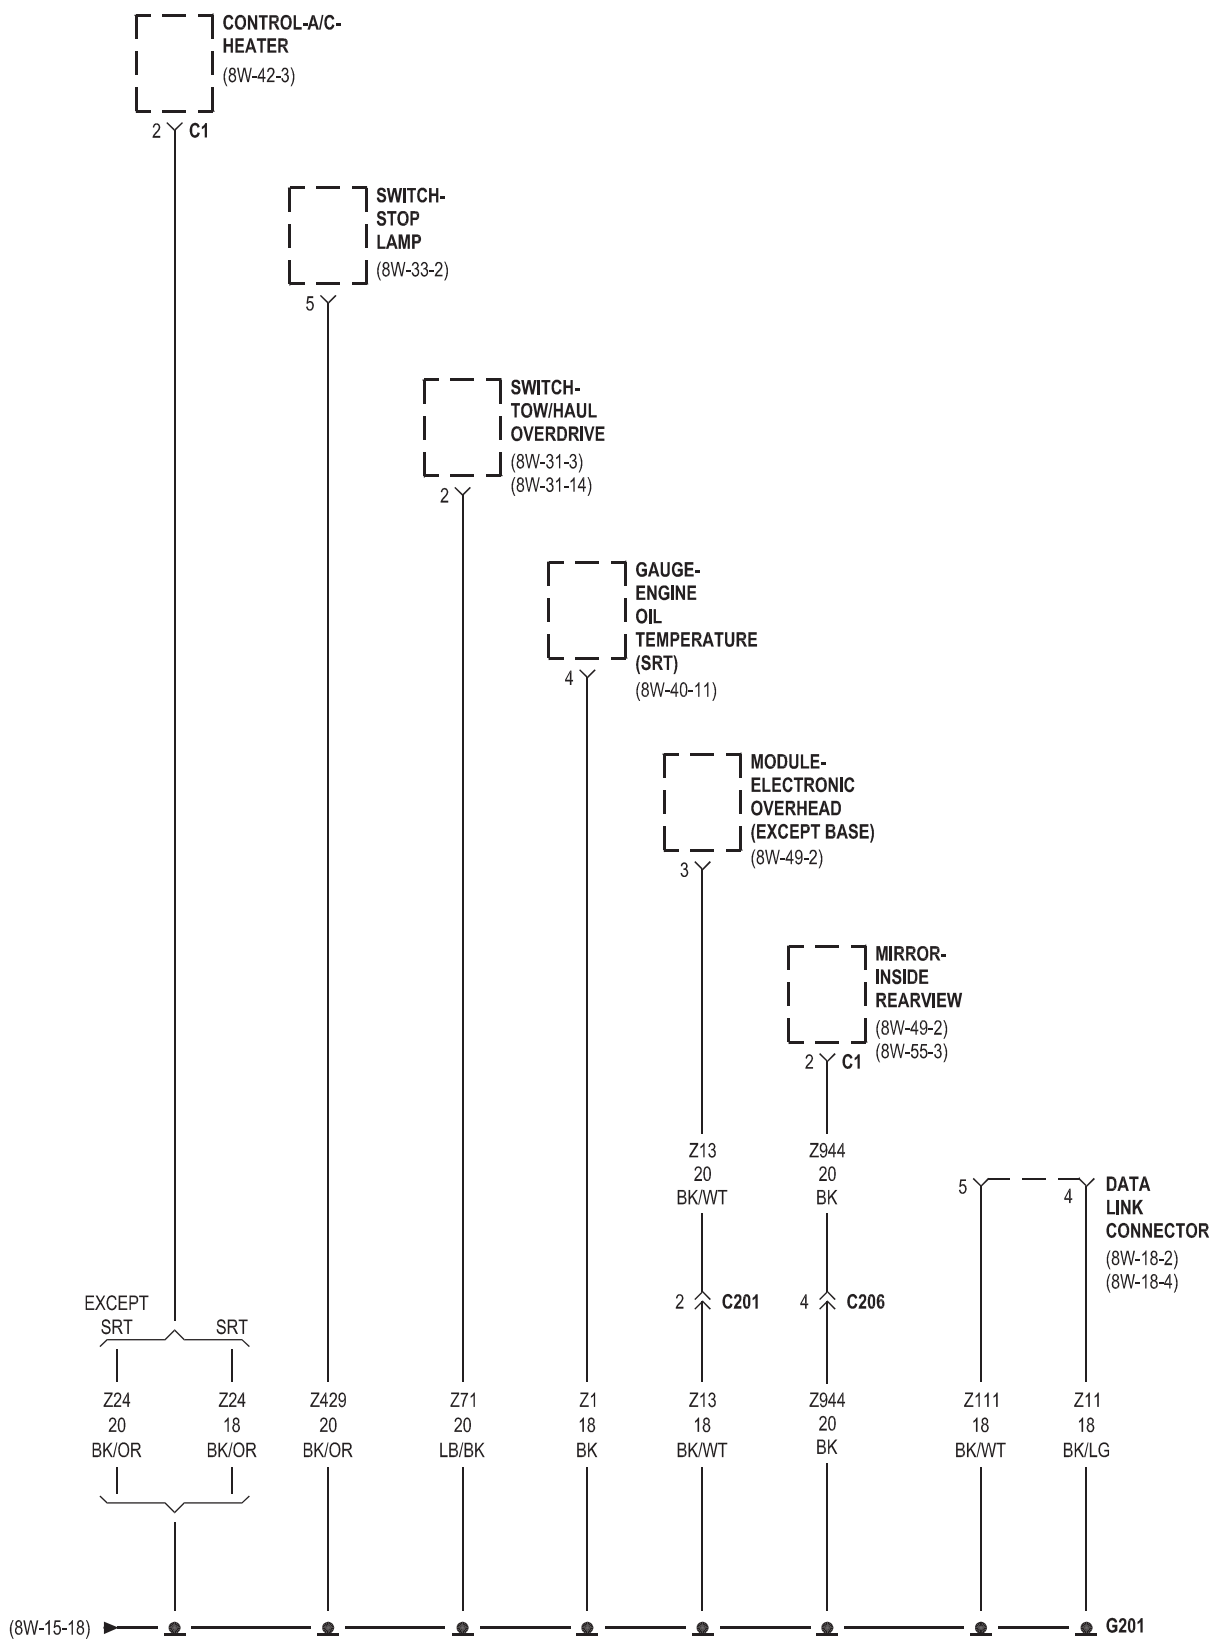 CONTROL-A/C-
HEATER
(8W-42-3)
2 C1
SWITCH-
STOP
LAMP
(8W-33-2)
5
SWITCH-
TOW/HAUL
OVERDRIVE
(8W-31-3)
(8W-31-14)
2
GAUGE-
ENGINE
OIL
TEMPERATURE
(SRT)
(8W-40-11)
4
MODULE-
ELECTRONIC
OVERHEAD
(EXCEPT BASE)
(8W-49-2)
3
MIRROR-
INSIDE
REARVIEW
(8W-49-2)
(8W-55-3)
2 C1
Z13
20
BK/WT
Z944
20
BK
5
4
DATA
LINK
CONNECTOR
(8W-18-2)
(8W-18-4)
2 C201
4 C206
EXCEPT
SRT
SRT
Z24
20
BK/OR
Z24
18
BK/OR
Z429
20
BK/OR
Z71
20
LB/BK
Z1
18
BK
Z13
18
BK/WT
Z944
20
BK
Z111
18
BK/WT
Z11
18
BK/LG
(8W-15-18)
G201